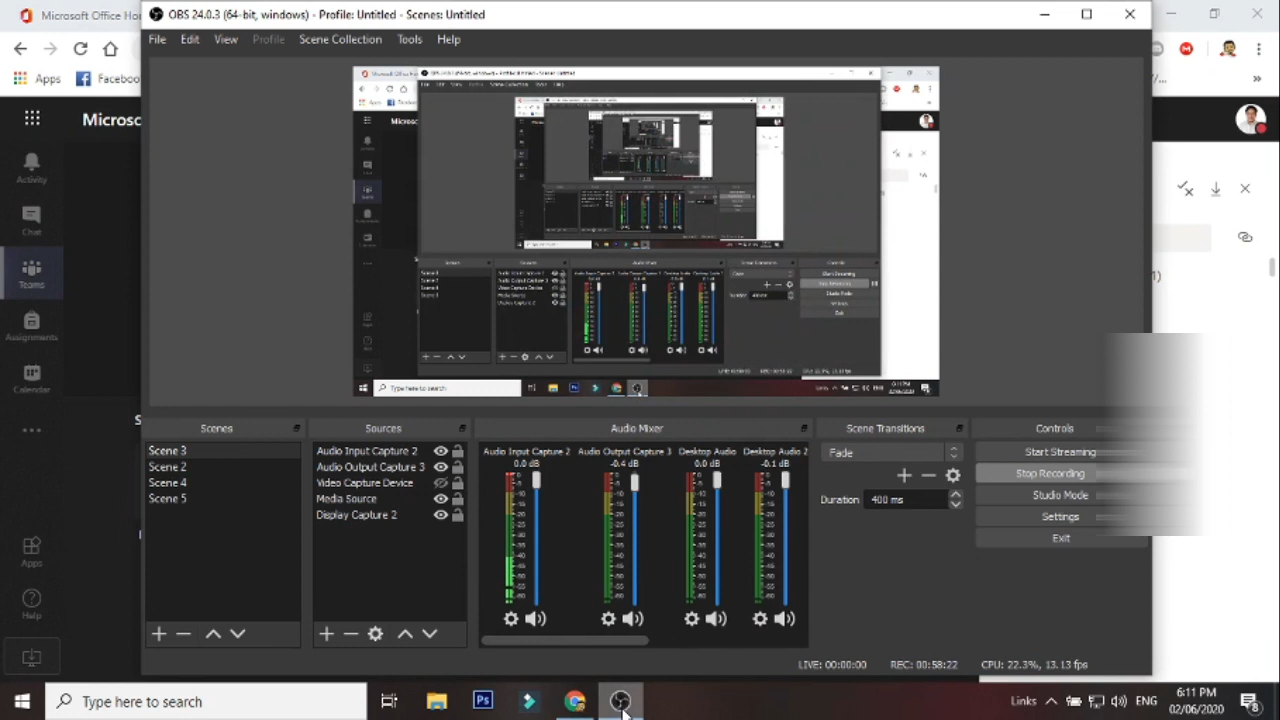 Microsoft Office Ho
OBS 24.0.3 (64-bit, windows) - Profile: Untitled - Scenes: Untitled
File Edit View Profile Scene Collection Tools Help
Apps
Faceboo
Microsc
Activity
Chat
Teams
Assignments
Calendar
Apps
Help
Scenes
Scene 3
Scene 2
Scene 4
Scene 5
Sources
Audio Input Capture 2
Audio Output Capture 3
Video Capture Device
Media Source
Display Capture 2
Audio Mixer
Audio Input Capture 2 Audio Output Capture 3 Desktop Audio Desktop Audio 2
0.0 dB -0.4 dB 0.0 dB -0.1 dB
Scene Transitions
Fade
Duration 400 ms
Controls
Start Streaming
Stop Recording
Studio Mode
Settings
Exit
LIVE: 00:00:00 REC: 00:58:22 CPU: 22.3%, 13.13 fps
Type here to search
Links
ENG
6:11 PM
02/06/2020
8